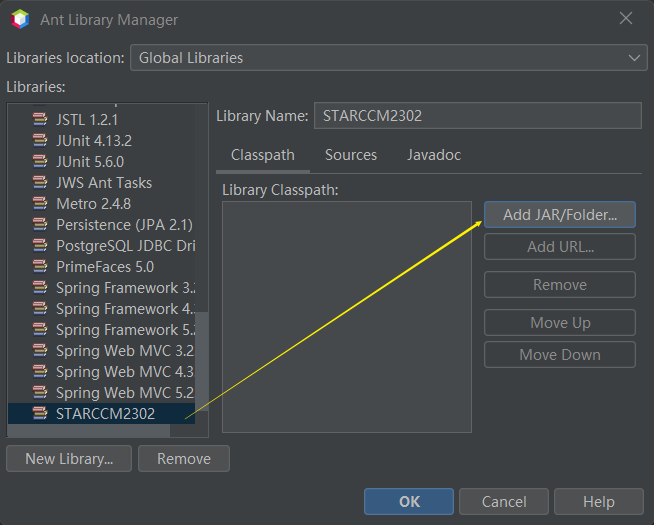 Ant Library Manager
Libraries location: Global Libraries
Libraries:
JSTL 1.2.1
JUnit 4.13.2
JUnit 5.6.0
JWS Ant Tasks
Metro 2.4.8
Persistence (JPA 2.1)
PostgreSQL JDBC Dri
PrimeFaces 5.0
Spring Framework 3.2
Spring Framework 4.
Spring Framework 5.2
Spring Web MVC 3.2
Spring Web MVC 4.3
Spring Web MVC 5.2
STARCCM2302
New Library... Remove
Library Name: STARCCM2302
Classpath Sources Javadoc
Library Classpath:
Add JAR/Folder...
Add URL...
Remove
Move Up
Move Down
OK Cancel Help